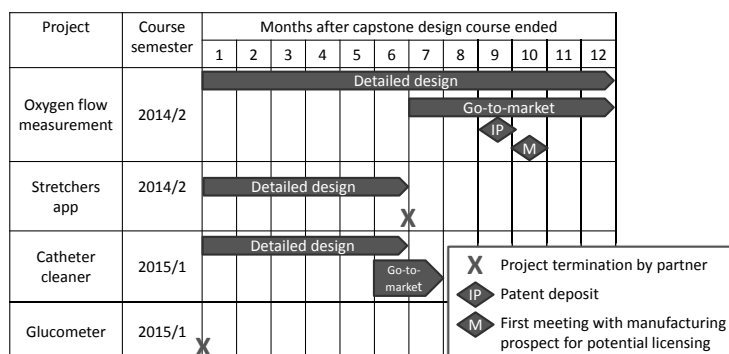 Project
Course
semester
Months after capstone design course ended
1 2 3 4 5 6 7 8 9 10 11 12
Oxygen flow
measurement
2014/2
Detailed design
Go-to-market
IP
M
Stretchers
app
2014/2
Detailed design
X
Catheter
cleaner
2015/1
Detailed design
Go-to-
market
Glucometer
2015/1
X
X Project termination by partner
IP Patent deposit
M First meeting with manufacturing
prospect for potential licensing